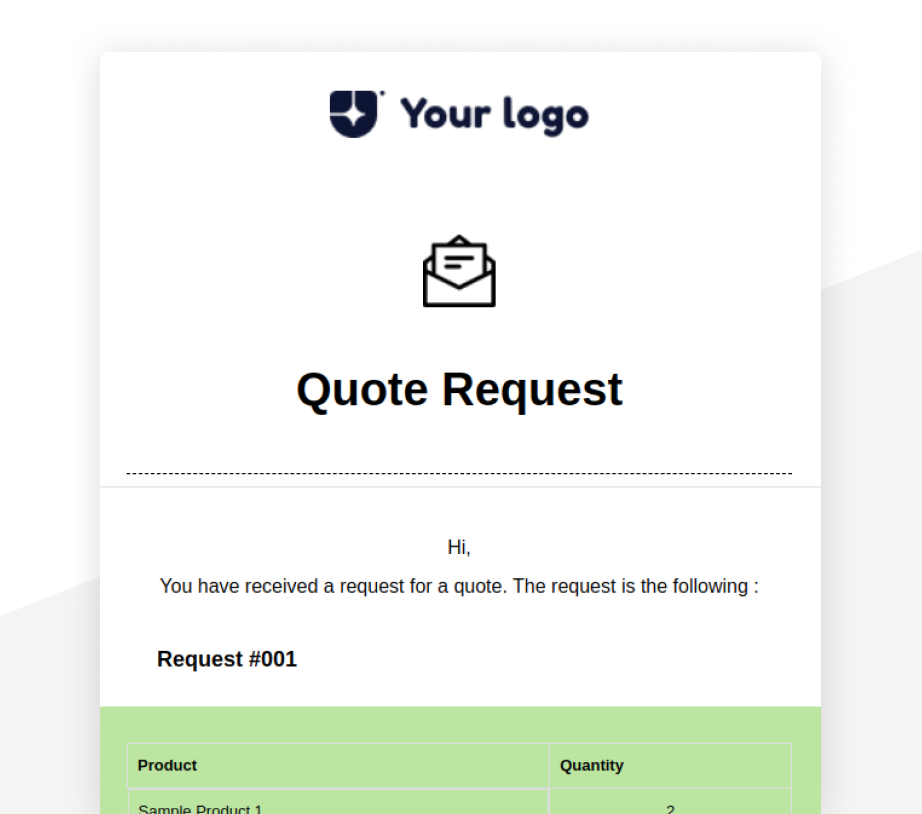 Your logo
Quote Request
Hi,
You have received a request for a quote. The request is the following :
Request #001
Product Quantity
Sample Product 1 2